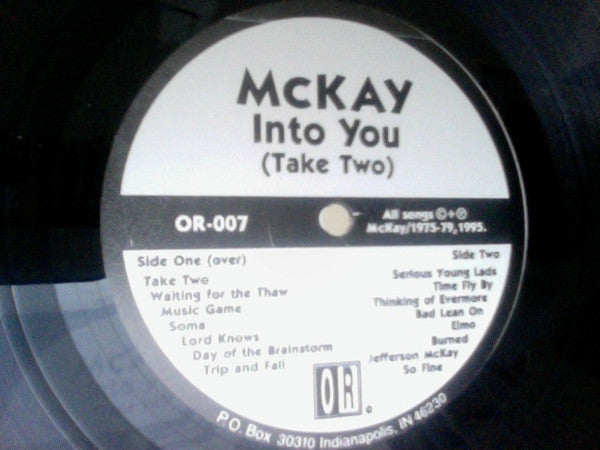 McKAY
Into You
(Take Two)
OR-007
All songs ©+℗
McKay/1975-79,1995.
Side One (over)
Take Two
Waiting for the Thaw
Music Game
Soma
Lord Knows
Day of the Brainstorm
Trip and Fall
Side Two
Serious Young Lads
Time Fly By
Thinking of Evermore
Bad Lean On
Elmo
Burned
Jefferson McKay
So Fine
OR ©
P.O. Box 30310 Indianapolis, IN 46230